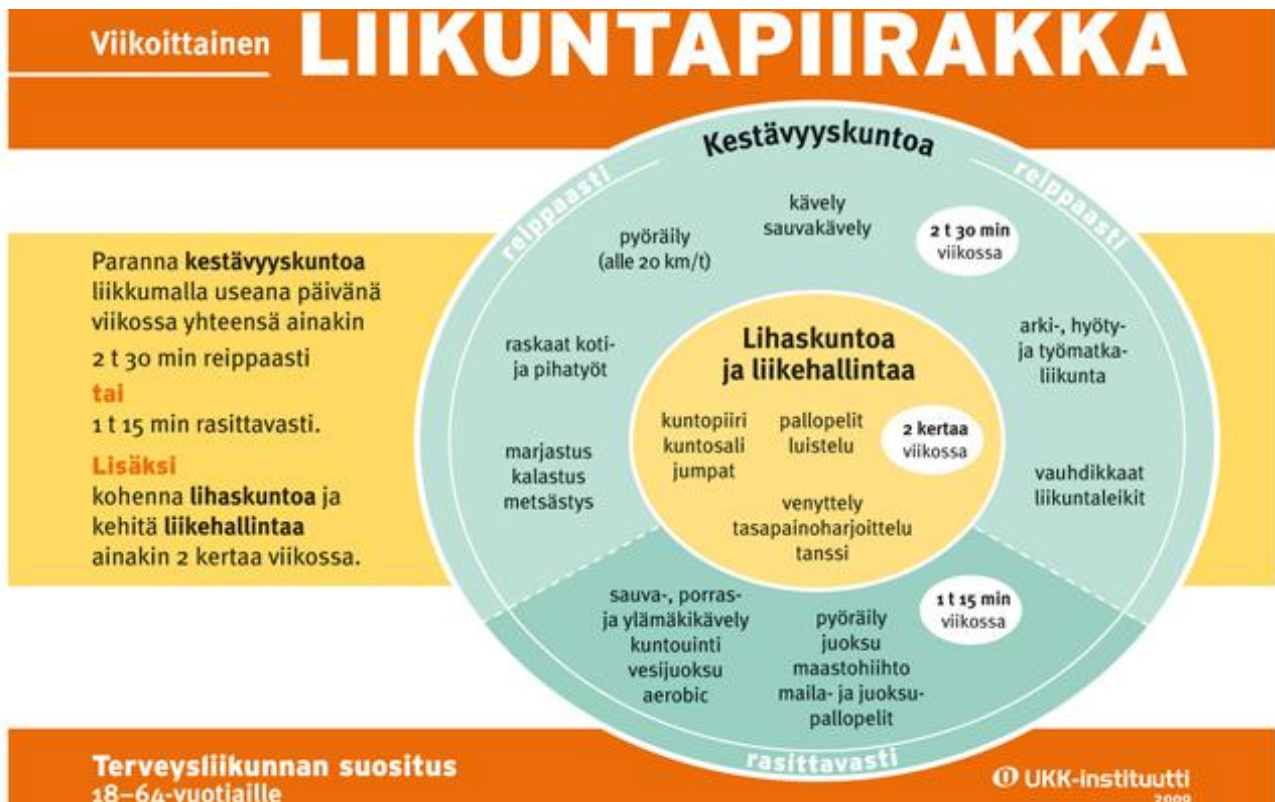 Viikoittainen LIIKUNTAPIIRAKKA
Paranna kestävyyskuntoa
liikkumalla useana päivänä
viikossa yhteensä ainakin
2 t 30 min reippaasti
tai
1 t 15 min rasittavasti.
Lisäksi
kohenna lihaskuntoa ja
kehitä liikehallintaa
ainakin 2 kertaa viikossa.
Kestävyyskuntoa
reippaasti
reippaasti
kävely
sauvakävely
2 t 30 min
viikossa
pyöräily
(alle 20 km/t)
raskaat koti-
ja pihatyöt
arki-, hyöty-
ja työmatka-
liikunta
marjastus
kalastus
metsästys
vauhdikkaat
liikuntaleikit
Lihaskuntoa
ja liikehallintaa
kuntopiiri
kuntosali
jumpat
pallopelit
luistelu
2 kertaa
viikossa
venyttely
tasapainoharjoittelu
tanssi
sauva-, porras-
ja ylämäkikävely
kuntouinti
vesijuoksu
aerobic
pyöräily
juoksu
maastohiihto
maila- ja juoksu-
pallopelit
1 t 15 min
viikossa
rasittavasti
Terveysliikunnan suositus
18–64-vuotiaille
UKK-instituutti
2009